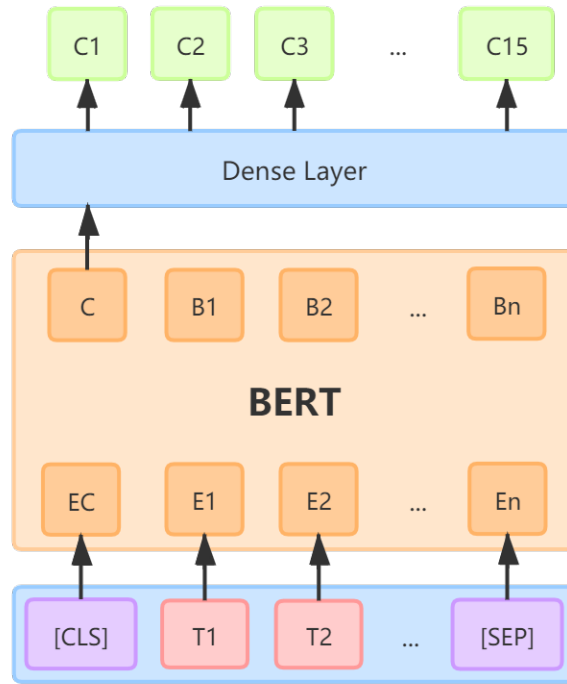 C1 C2 C3 ... C15
Dense Layer
C B1 B2 ... Bn
BERT
EC E1 E2 ... En
[CLS] T1 T2 ... [SEP]